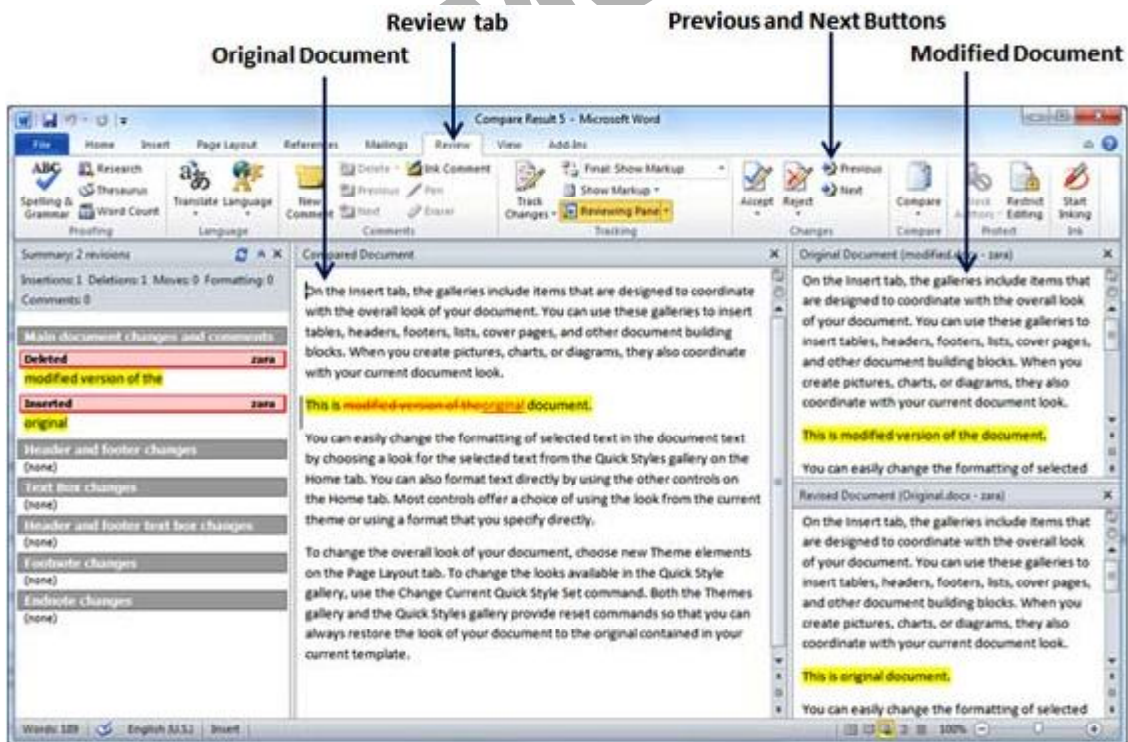 Review tab
Previous and Next Buttons
Original Document
Modified Document
Compare Result 5 - Microsoft Word
File Home Insert Page Layout References Mailings Review View Add-Ins
ABC Research
Thesaurus
Spelling & Grammar
Word Count
Translate Language
New Comment
Delete
Previous
Next
Ink Comment
Pen
Eraser
Track Changes
Final: Show Markup
Show Markup
Reviewing Pane
Accept Reject
Previous
Next
Compare
Restrict Editing
Start Inking
Proofing Language Comments Tracking Changes Compare Protect Ink
Summary: 2 revisions
Insertions: 1 Deletions: 1 Moves: 0 Formatting: 0
Comments: 0
Main document changes and comments
Deleted zara
modified version of the
Inserted zara
original
Header and footer changes
(none)
Text Box changes
(none)
Header and footer text box changes
(none)
Footnote changes
(none)
Endnote changes
(none)
Compared Document
On the Insert tab, the galleries include items that are designed to coordinate
with the overall look of your document. You can use these galleries to insert
tables, headers, footers, lists, cover pages, and other document building
blocks. When you create pictures, charts, or diagrams, they also coordinate
with your current document look.
This is modified version of theoriginal document.
You can easily change the formatting of selected text in the document text
by choosing a look for the selected text from the Quick Styles gallery on the
Home tab. You can also format text directly by using the other controls on
the Home tab. Most controls offer a choice of using the look from the current
theme or using a format that you specify directly.
To change the overall look of your document, choose new Theme elements
on the Page Layout tab. To change the looks available in the Quick Style
gallery, use the Change Current Quick Style Set command. Both the Themes
gallery and the Quick Styles gallery provide reset commands so that you can
always restore the look of your document to the original contained in your
current template.
Original Document (modified.docx - zara)
On the Insert tab, the galleries include items that
are designed to coordinate with the overall look
of your document. You can use these galleries to
insert tables, headers, footers, lists, cover pages,
and other document building blocks. When you
create pictures, charts, or diagrams, they also
coordinate with your current document look.
This is modified version of the document.
You can easily change the formatting of selected
Revised Document (Original.docx - zara)
On the Insert tab, the galleries include items that
are designed to coordinate with the overall look
of your document. You can use these galleries to
insert tables, headers, footers, lists, cover pages,
and other document building blocks. When you
create pictures, charts, or diagrams, they also
coordinate with your current document look.
This is original document.
You can easily change the formatting of selected
Words: 189 English (U.S.) Insert 100%